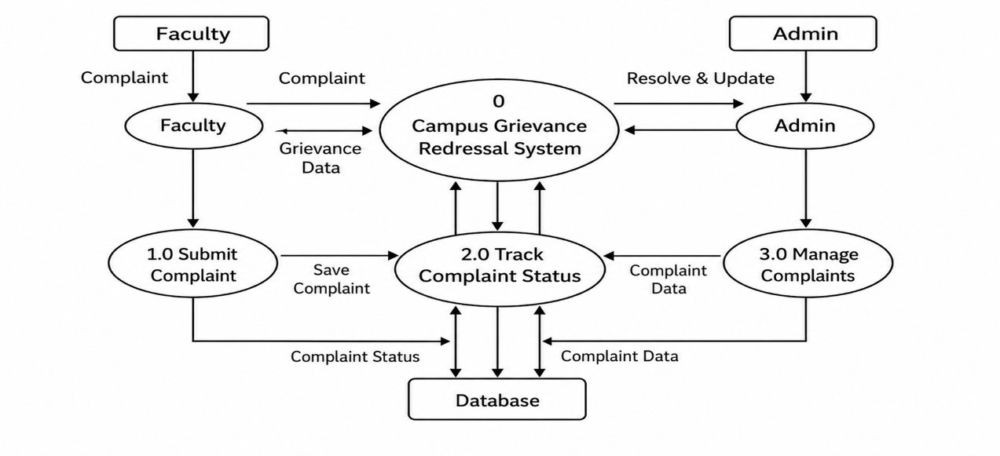 Faculty
Admin
Complaint
Complaint
Resolve & Update
0
Campus Grievance
Redressal System
Faculty
Admin
Grievance
Data
1.0 Submit
Complaint
2.0 Track
Complaint Status
3.0 Manage
Complaints
Save
Complaint
Complaint
Data
Complaint Status
Complaint Data
Database